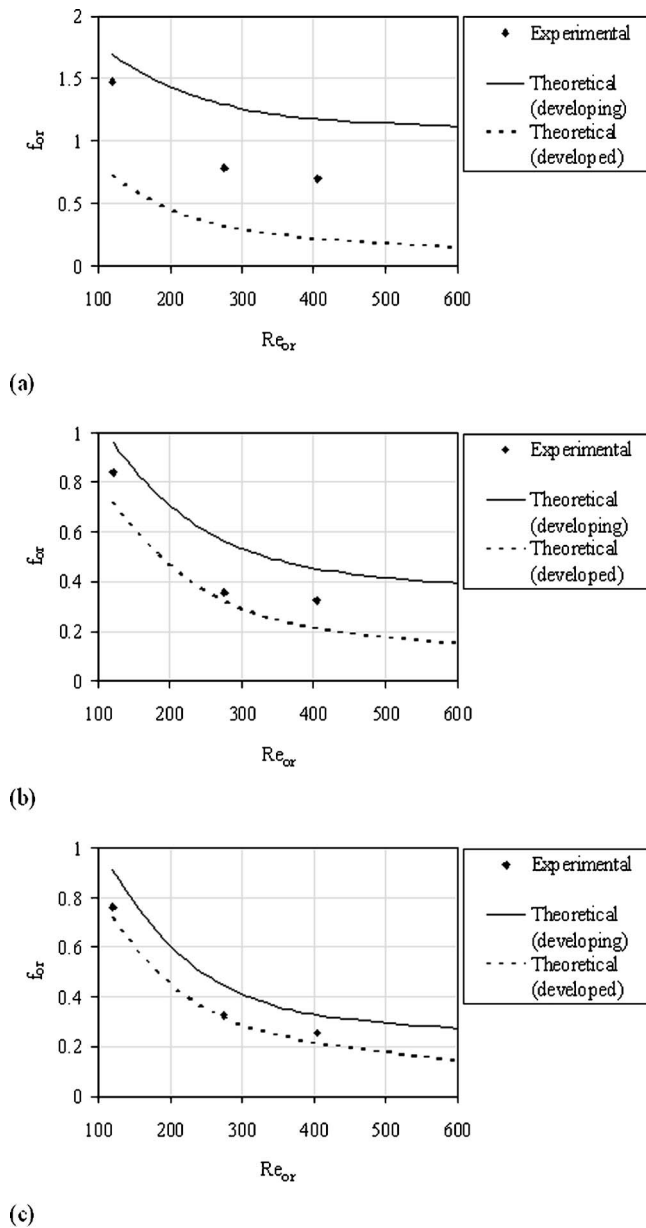 2
1.5
1
0.5
0
f_or
100 200 300 400 500 600
Re_or
Experimental
Theoretical
(developing)
Theoretical
(developed)
(a)
1
0.8
0.6
0.4
0.2
0
f_or
100 200 300 400 500 600
Re_or
Experimental
Theoretical
(developing)
Theoretical
(developed)
(b)
1
0.8
0.6
0.4
0.2
0
f_or
100 200 300 400 500 600
Re_or
Experimental
Theoretical
(developing)
Theoretical
(developed)
(c)